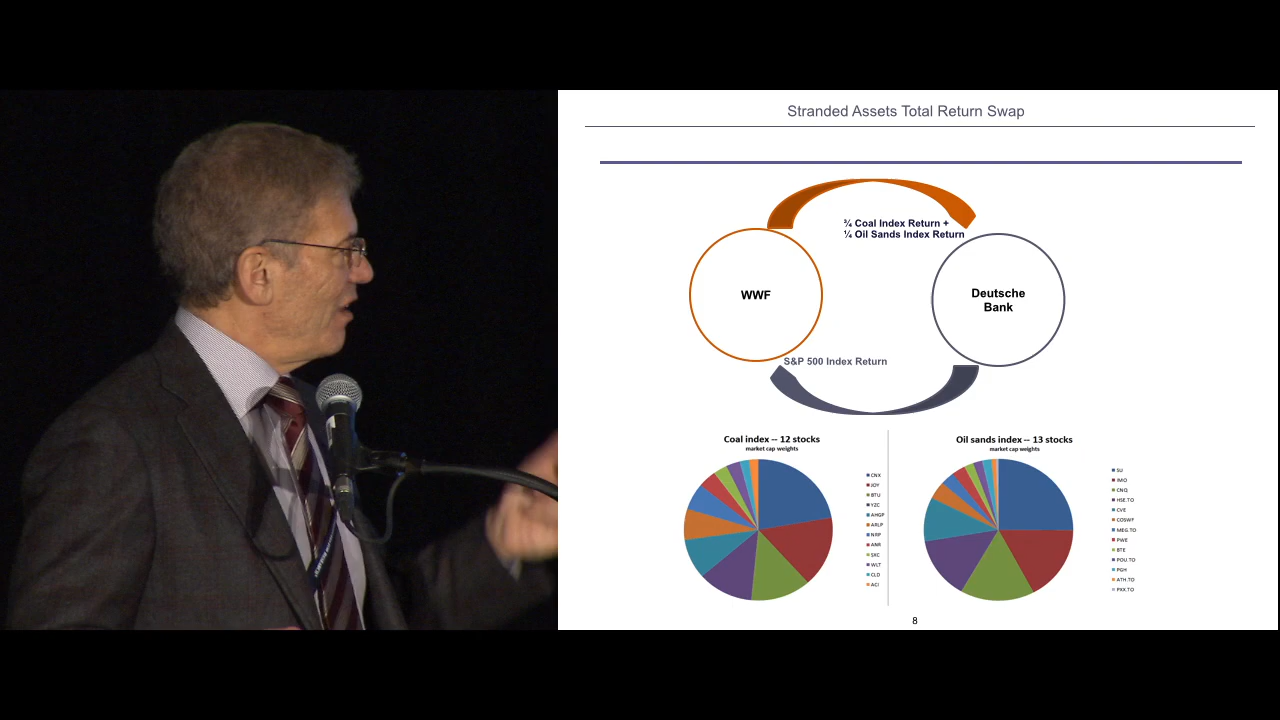 Stranded Assets Total Return Swap
¾ Coal Index Return +
¼ Oil Sands Index Return
WWF
Deutsche
Bank
S&P 500 Index Return
Coal index -- 12 stocks
market cap weights
CNX
JOY
BTU
YZC
AHGP
ARLP
NRP
ANR
SXC
WLT
CLD
ACI
Oil sands index -- 13 stocks
market cap weights
SU
IMO
CNQ
HSE.TO
CVE
COSWF
MEG.TO
PWE
BTE
POU.TO
PGH
ATH.TO
PXX.TO
8